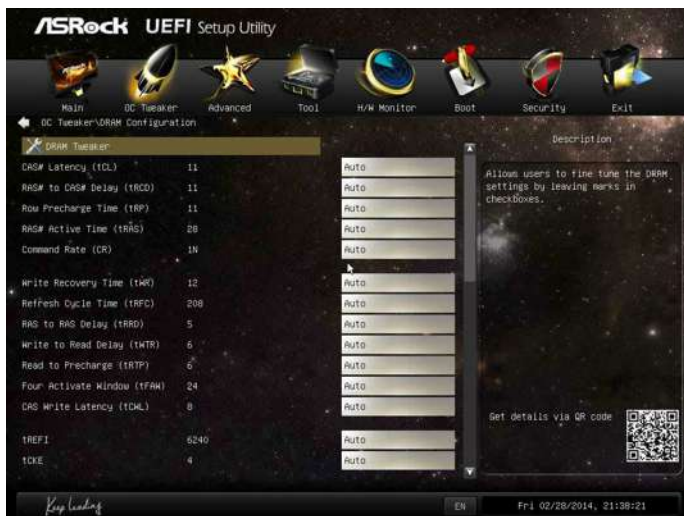 ASRock UEFI Setup Utility
Main OC Tweaker Advanced Tool H/W Monitor Boot Security Exit
OC Tweaker\DRAM Configuration
Description
DRAM Tweaker
Allows users to fine tune the DRAM
settings by leaving marks in
checkboxes.
CAS# Latency (tCL) 11 Auto
RAS# to CAS# Delay (tRCD) 11 Auto
Row Precharge Time (tRP) 11 Auto
RAS# Active Time (tRAS) 28 Auto
Command Rate (CR) 1N Auto
Write Recovery Time (tWR) 12 Auto
Refresh Cycle Time (tRFC) 208 Auto
RAS to RAS Delay (tRRD) 5 Auto
Write to Read Delay (tWTR) 6 Auto
Read to Precharge (tRTP) 6 Auto
Four Activate Window (tFAW) 24 Auto
CAS Write Latency (tCWL) 8 Auto
Get details via QR code
tREFI 6240 Auto
tCKE 4 Auto
Keep Leading
EN
Fri 02/28/2014, 21:38:21